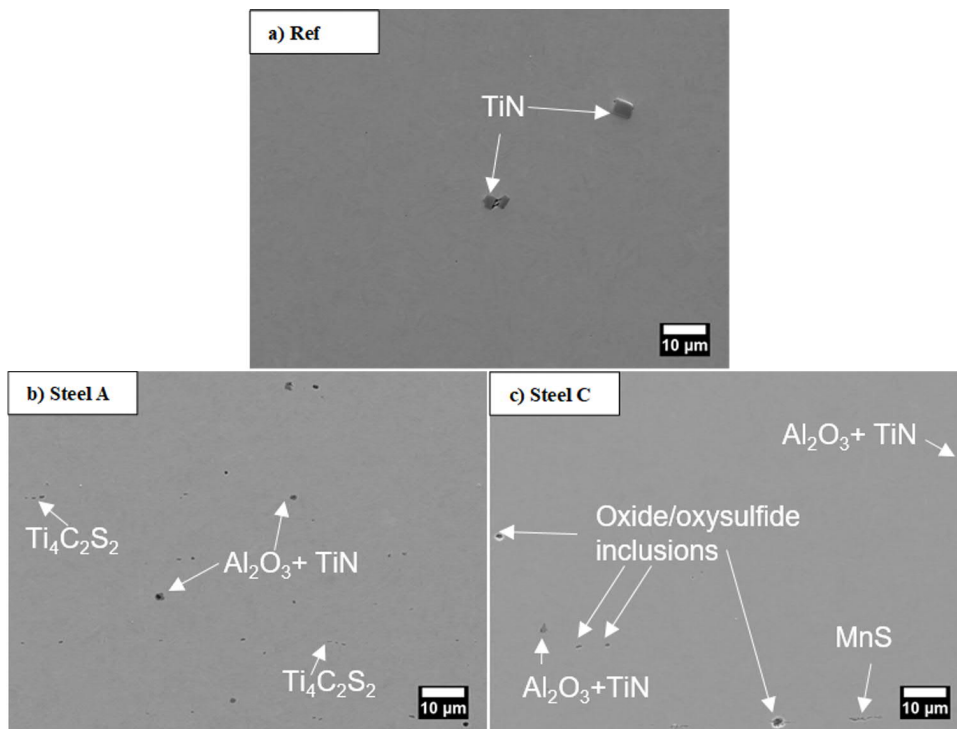 a) Ref
TiN
10 µm
b) Steel A
Ti₄C₂S₂
Al₂O₃+ TiN
Ti₄C₂S₂
10 µm
c) Steel C
Al₂O₃+ TiN
Oxide/oxysulfide
inclusions
MnS
Al₂O₃+TiN
10 µm